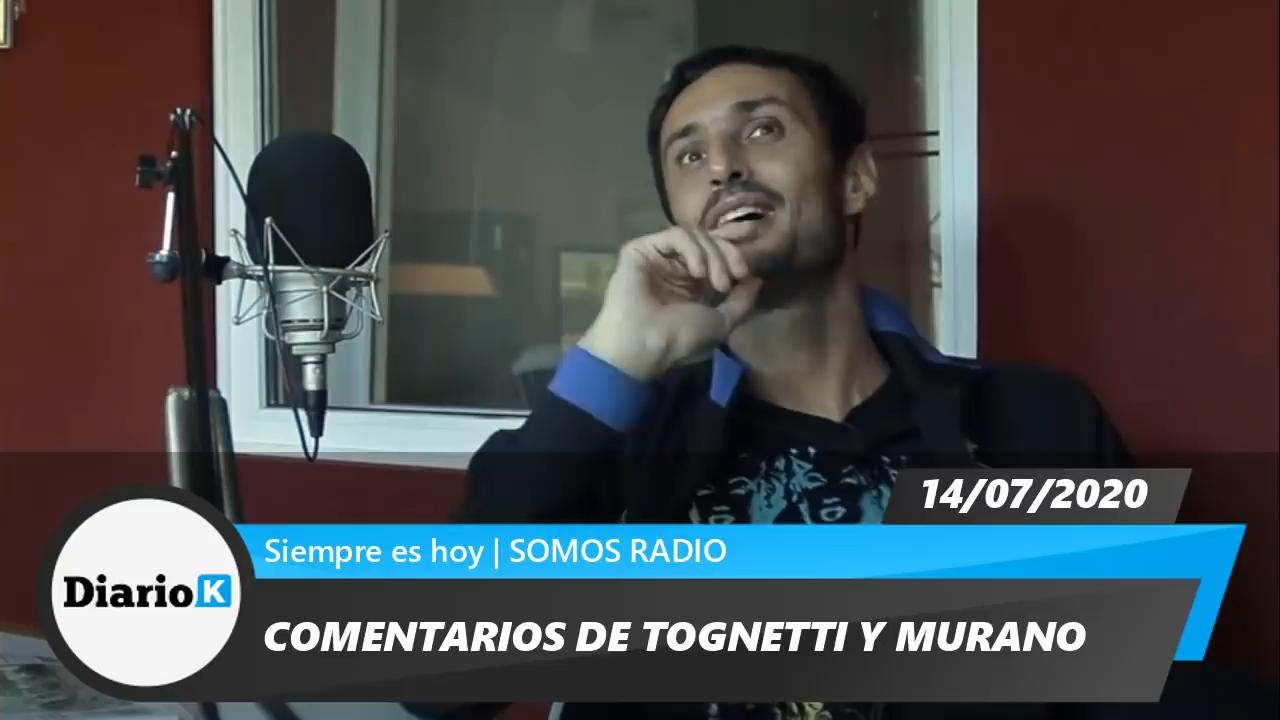 14/07/2020
Siempre es hoy | SOMOS RADIO
DiarioK
COMENTARIOS DE TOGNETTI Y MURANO